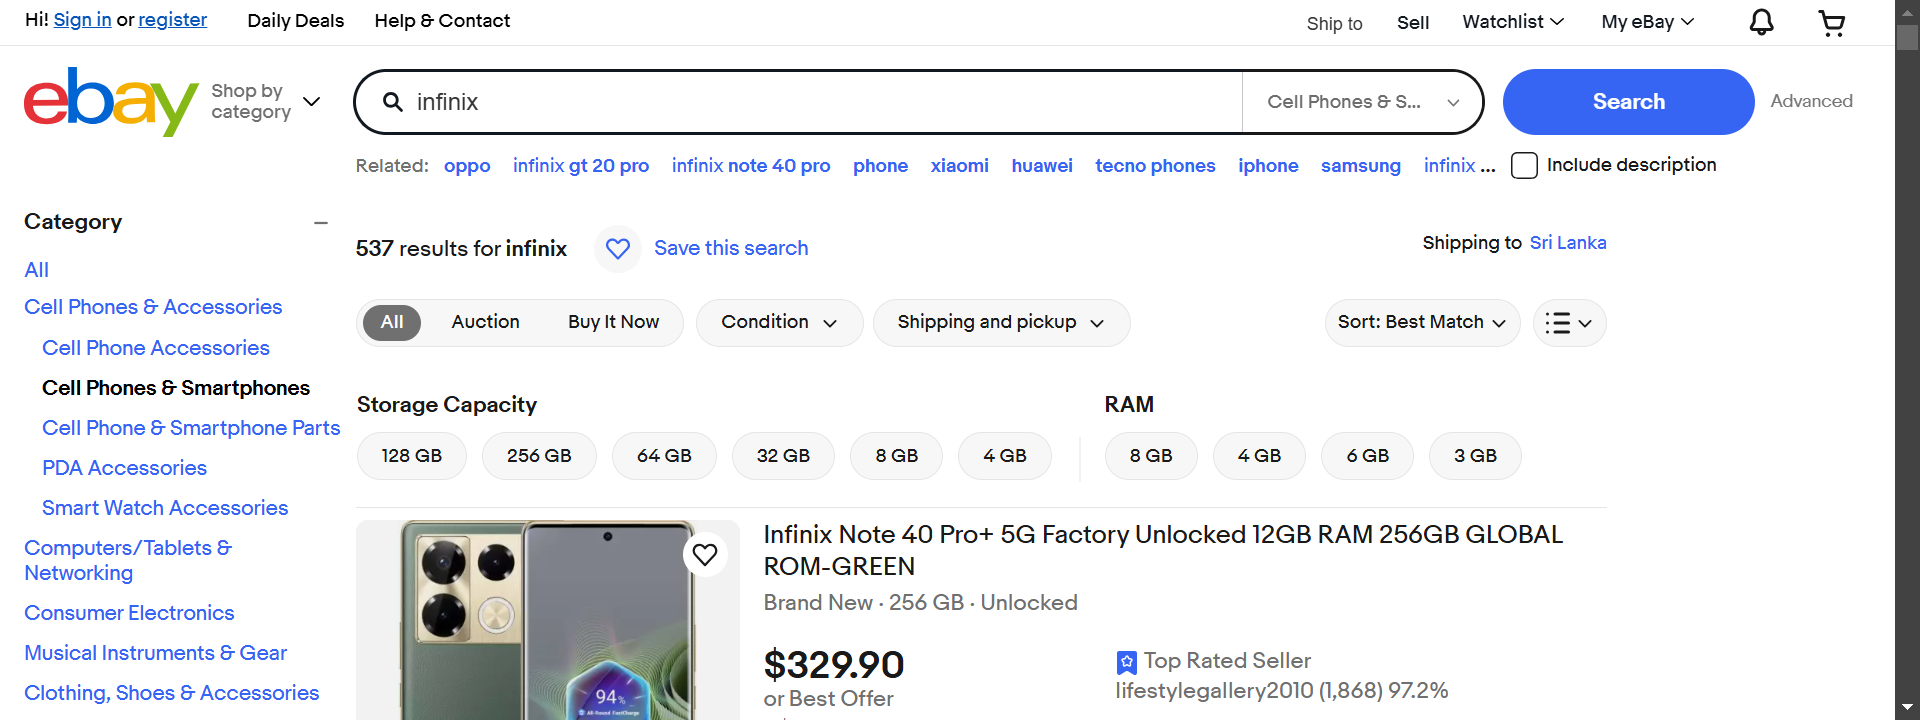 Hi! Sign in or register Daily Deals Help & Contact Ship to Sell Watchlist My eBay
ebay Shop by category infinix Cell Phones & S... Search Advanced
Related: oppo infinix gt 20 pro infinix note 40 pro phone xiaomi huawei tecno phones iphone samsung infinix ... Include description
Category
All
Cell Phones & Accessories
Cell Phone Accessories
Cell Phones & Smartphones
Cell Phone & Smartphone Parts
PDA Accessories
Smart Watch Accessories
Computers/Tablets &
Networking
Consumer Electronics
Musical Instruments & Gear
Clothing, Shoes & Accessories
537 results for infinix Save this search Shipping to Sri Lanka
All Auction Buy It Now Condition Shipping and pickup Sort: Best Match
Storage Capacity RAM
128 GB 256 GB 64 GB 32 GB 8 GB 4 GB 8 GB 4 GB 6 GB 3 GB
Infinix Note 40 Pro+ 5G Factory Unlocked 12GB RAM 256GB GLOBAL
ROM-GREEN
Brand New · 256 GB · Unlocked
$329.90
or Best Offer
Top Rated Seller
lifestylegallery2010 (1,868) 97.2%
94%
All-Round FastCharge